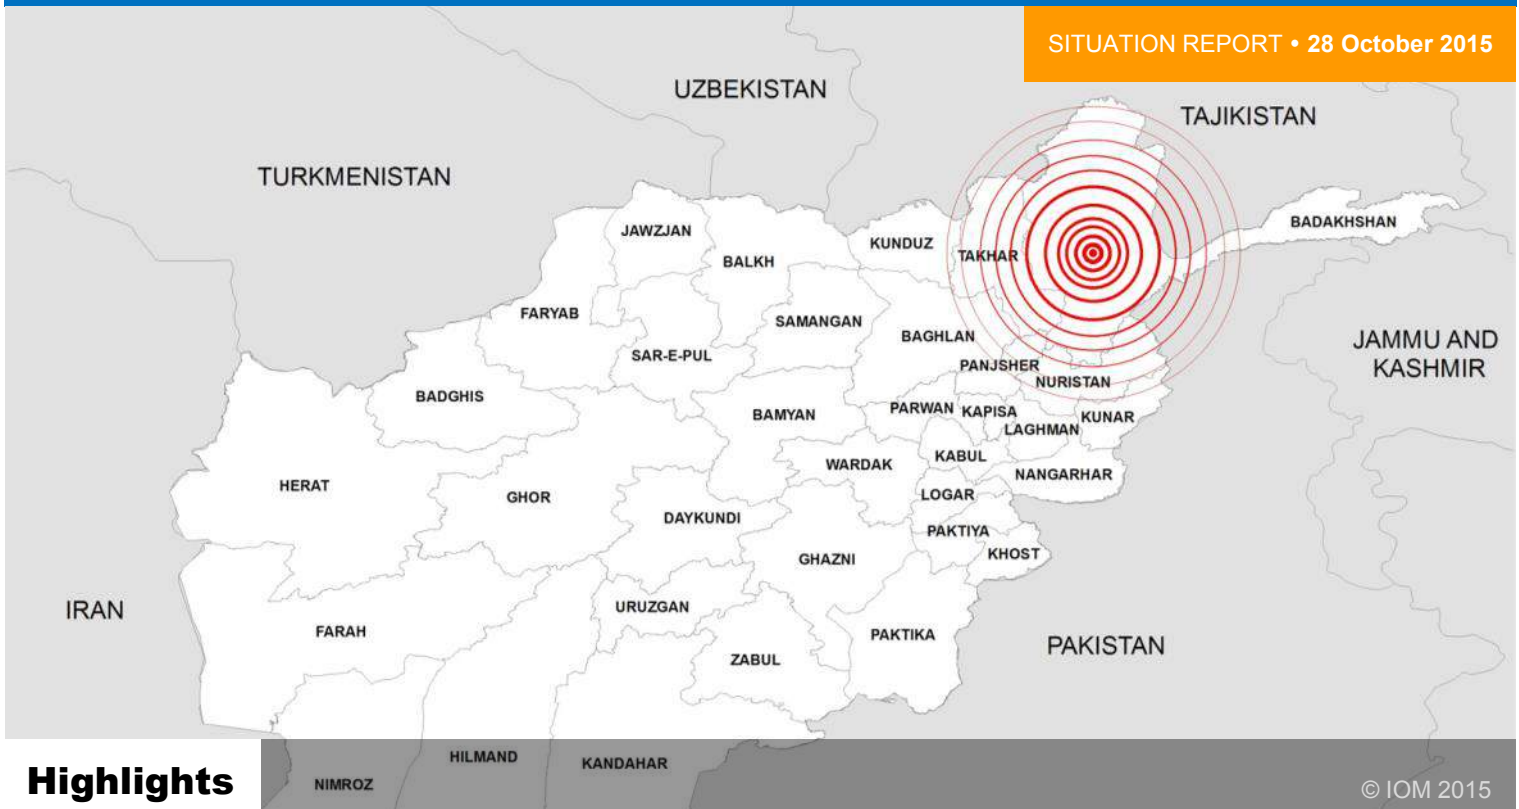 SITUATION REPORT • 28 October 2015
UZBEKISTAN
TAJIKISTAN
TURKMENISTAN
BADAKHSHAN
JAWZJAN
KUNDUZ
BALKH
TAKHAR
FARYAB
SAMANGAN
BAGHLAN
JAMMU AND
KASHMIR
SAR-E-PUL
PANJSHER
NURISTAN
BADGHIS
BAMYAN
PARWAN
KAPISA
KUNAR
LAGHMAN
KABUL
WARDAK
NANGARHAR
HERAT
GHOR
LOGAR
DAYKUNDI
PAKTIYA
KHOST
GHAZNI
IRAN
URUZGAN
FARAH
PAKTIKA
PAKISTAN
ZABUL
HILMAND
KANDAHAR
NIMROZ
Highlights
© IOM 2015